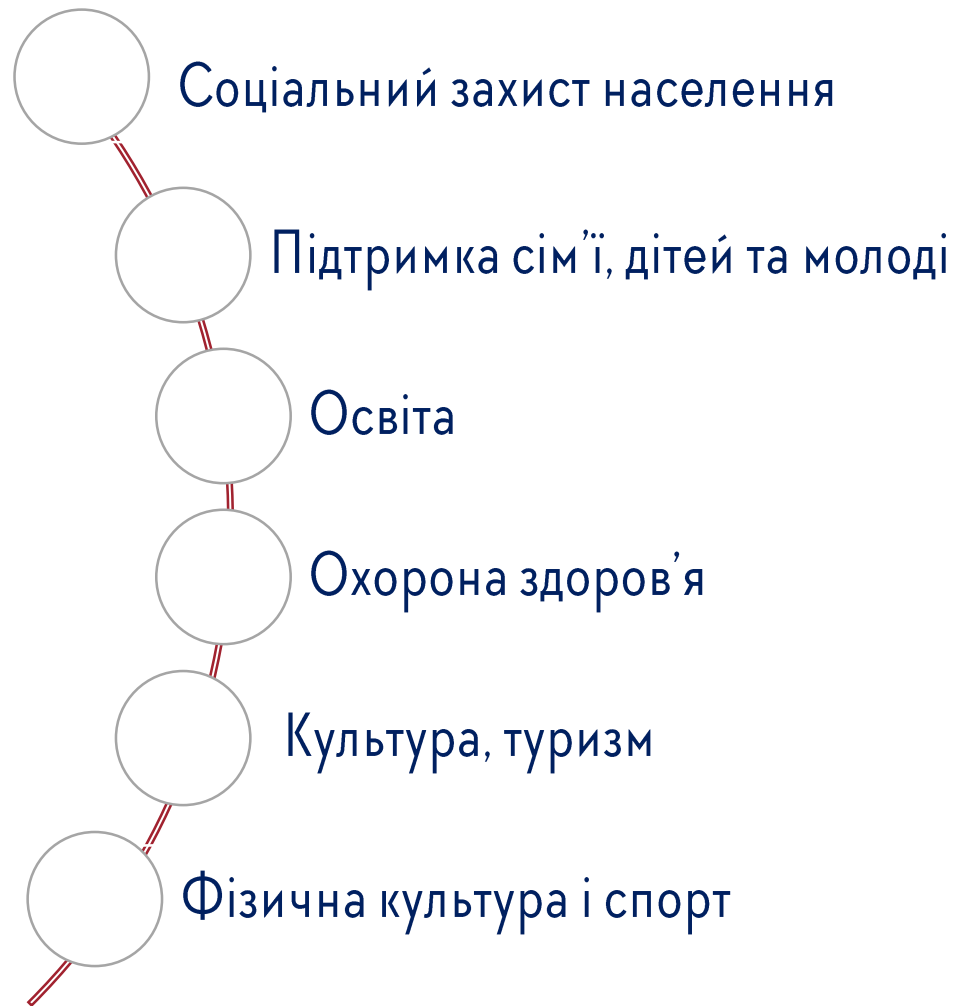 Соціальний захист населення
Підтримка сім’ї, дітей та молоді
Освіта
Охорона здоров’я
Культура, туризм
Фізична культура і спорт